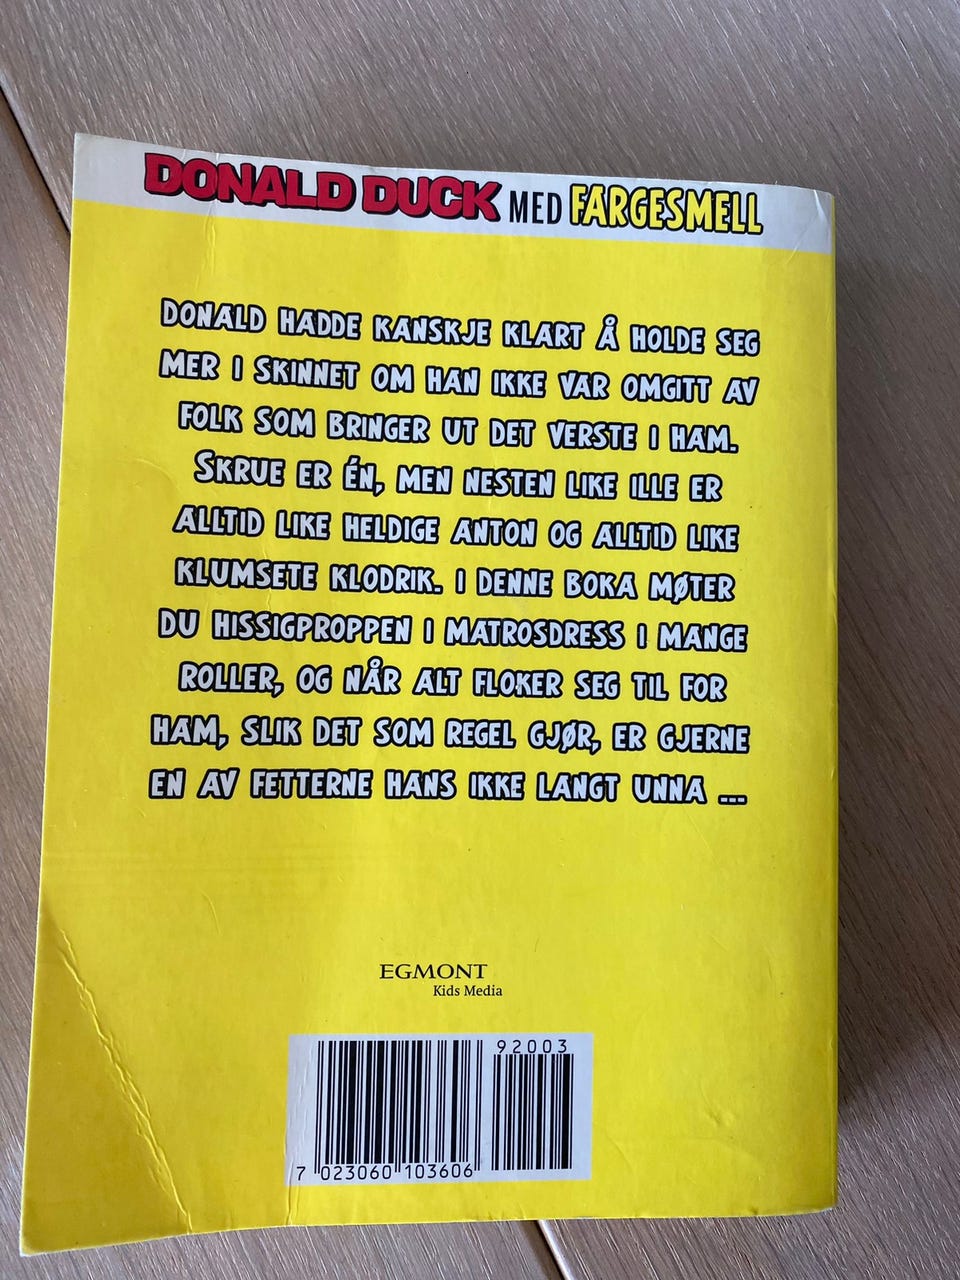 DONALD DUCK MED FARGESMELL
DONALD HADDE KANSKJE KLART Å HOLDE SEG
MER I SKINNET OM HAN IKKE VAR OMGITT AV
FOLK SOM BRINGER UT DET VERSTE I HAM.
SKRUE ER ÉN, MEN NESTEN LIKE ILLE ER
ALLTID LIKE HELDIGE ANTON OG ALLTID LIKE
KLUMSETE KLODRIK. I DENNE BOKA MØTER
DU HISSIGPROPPEN I MATROSDRESS I MANGE
ROLLER, OG NÅR ALT FLOKER SEG TIL FOR
HAM, SLIK DET SOM REGEL GJØR, ER GJERNE
EN AV FETTERNE HANS IKKE LANGT UNNA ...
EGMONT
Kids Media
92003
7 023060 103606